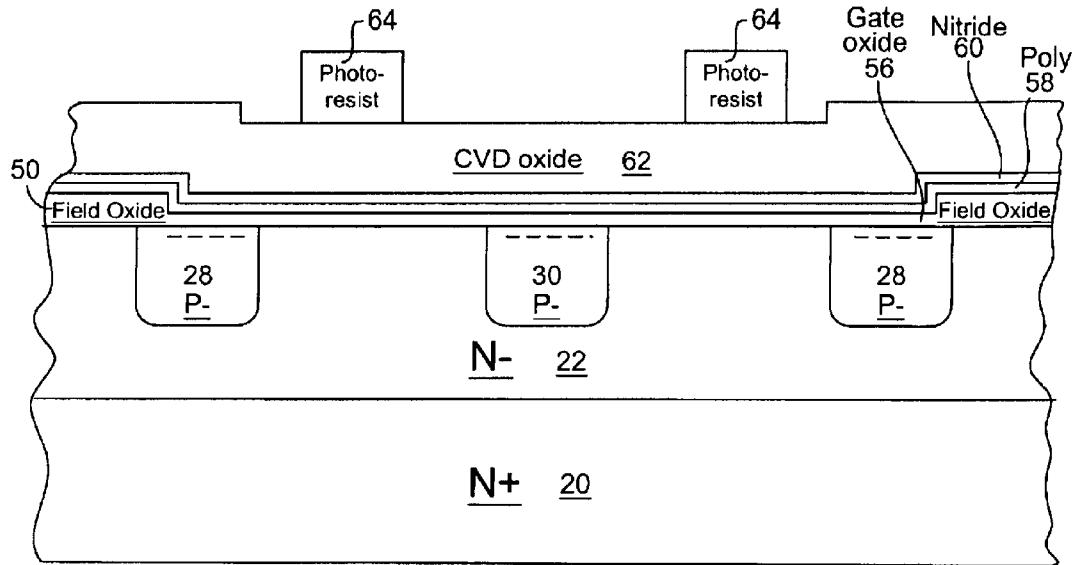 64
64
Gate
oxide
56
Nitride
60
Poly
58
Photo-
resist
Photo-
resist
CVD oxide 62
50
Field Oxide
Field Oxide
28
P-
30
P-
28
P-
N- 22
N+ 20